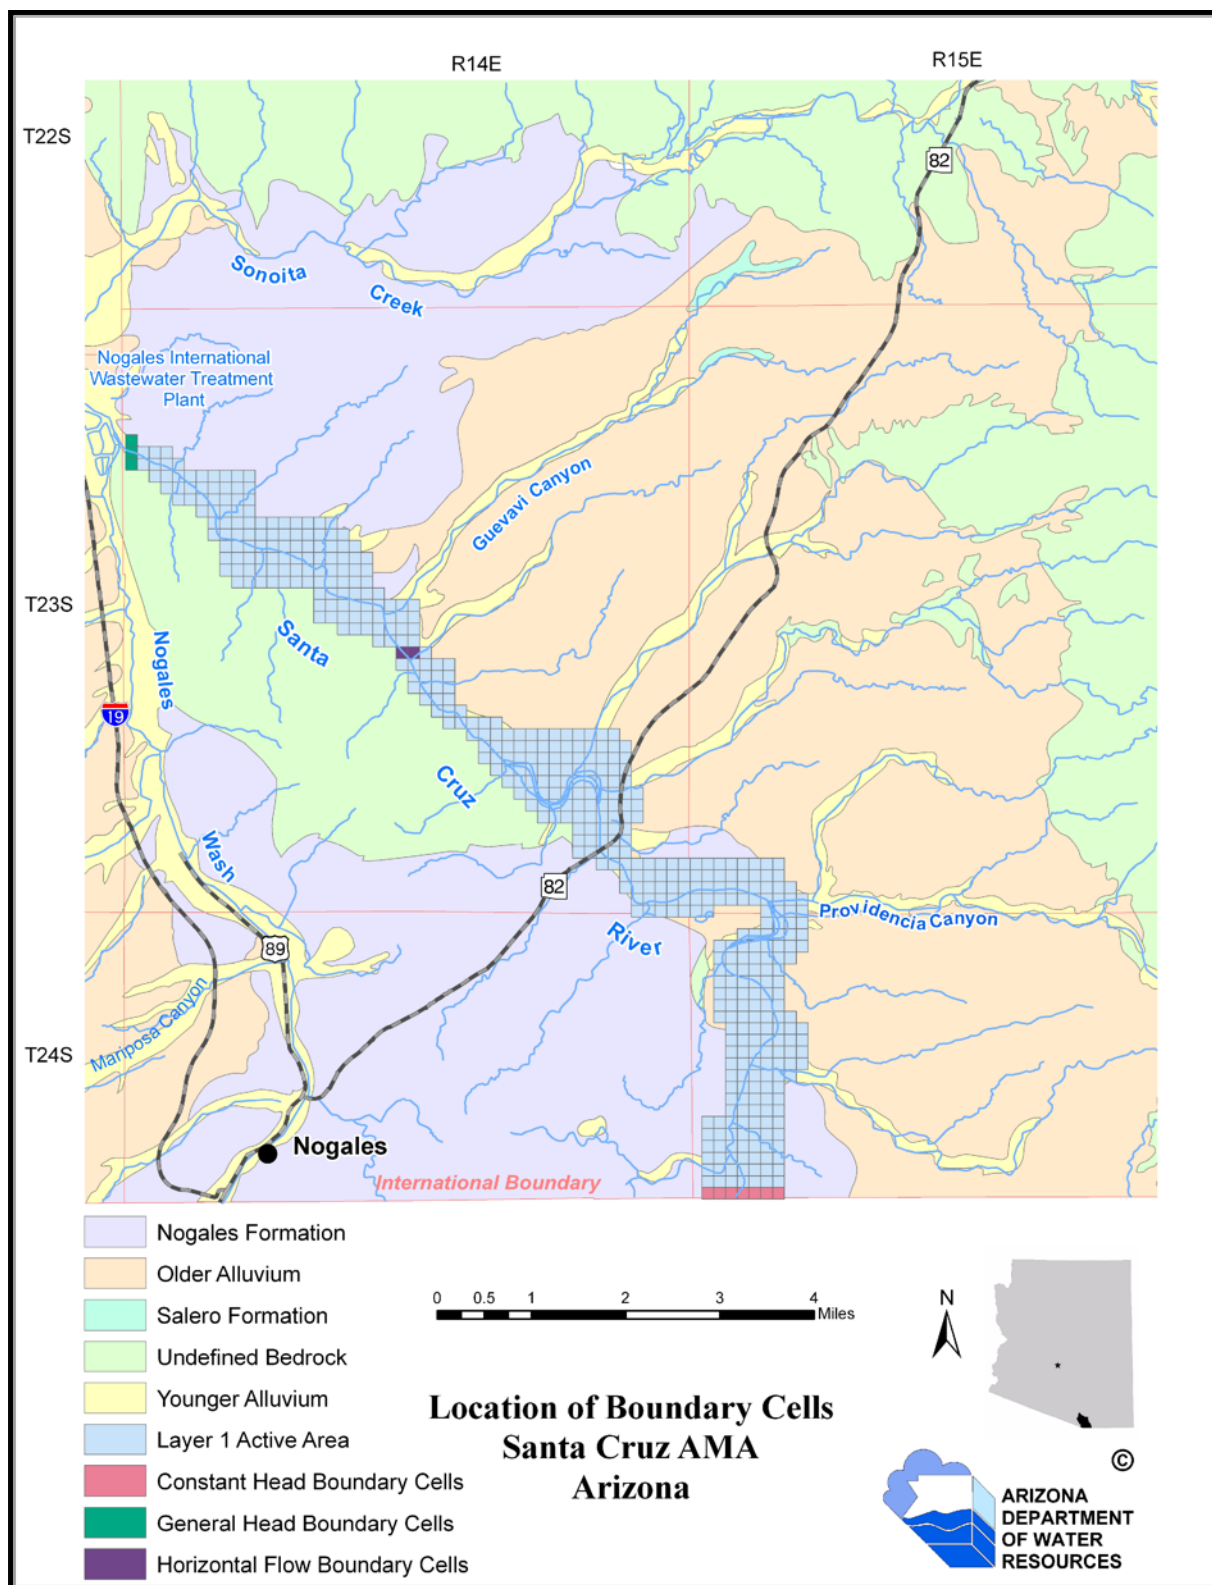 R14E
R15E
T22S
82
Sonoita
Creek
Nogales International
Wastewater Treatment
Plant
Guevavi Canyon
T23S
Santa
Nogales
19
Cruz
Wash
82
Providencia Canyon
River
89
Mariposa Canyon
T24S
Nogales
International Boundary
Nogales Formation
Older Alluvium
Salero Formation
Undefined Bedrock
Younger Alluvium
Layer 1 Active Area
Constant Head Boundary Cells
General Head Boundary Cells
Horizontal Flow Boundary Cells
0 0.5 1 2 3 4
Miles
N
Location of Boundary Cells
Santa Cruz AMA
Arizona
©
ARIZONA
DEPARTMENT
OF WATER
RESOURCES